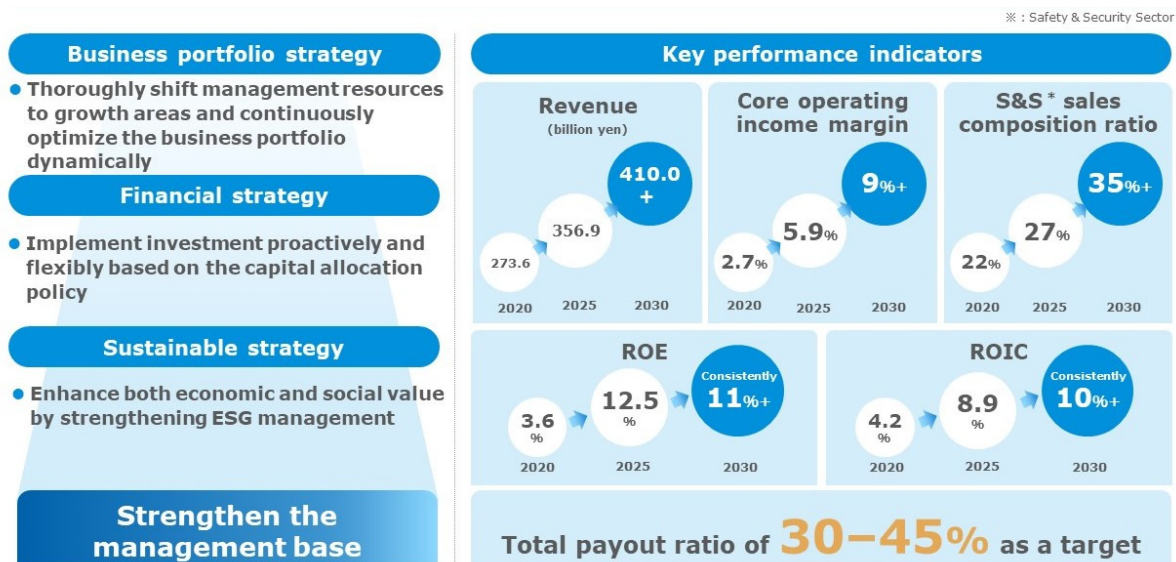 ※ : Safety & Security Sector
Business portfolio strategy
● Thoroughly shift management resources
to growth areas and continuously
optimize the business portfolio
dynamically
Financial strategy
● Implement investment proactively and
flexibly based on the capital allocation
policy
Sustainable strategy
● Enhance both economic and social value
by strengthening ESG management
Strengthen the
management base
Key performance indicators
Revenue
(billion yen)
273.6
356.9
410.0
+
2020
2025
2030
Core operating
income margin
2.7%
5.9%
9%+
2020
2025
2030
S&S* sales
composition ratio
22%
27%
35%+
2020
2025
2030
ROE
3.6
%
12.5
%
Consistently
11%+
2020
2025
2030
ROIC
4.2
%
8.9
%
Consistently
10%+
2020
2025
2030
Total payout ratio of 30–45% as a target